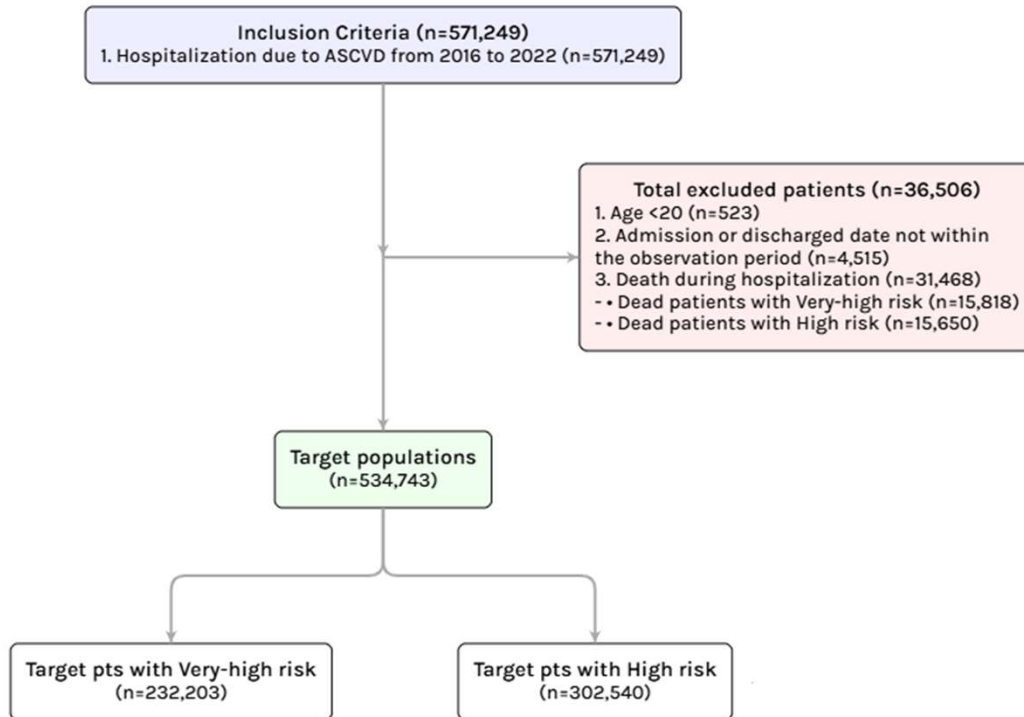 Inclusion Criteria (n=571,249)
1. Hospitalization due to ASCVD from 2016 to 2022 (n=571,249)
Total excluded patients (n=36,506)
1. Age <20 (n=523)
2. Admission or discharged date not within
the observation period (n=4,515)
3. Death during hospitalization (n=31,468)
- • Dead patients with Very-high risk (n=15,818)
- • Dead patients with High risk (n=15,650)
Target populations
(n=534,743)
Target pts with Very-high risk
(n=232,203)
Target pts with High risk
(n=302,540)